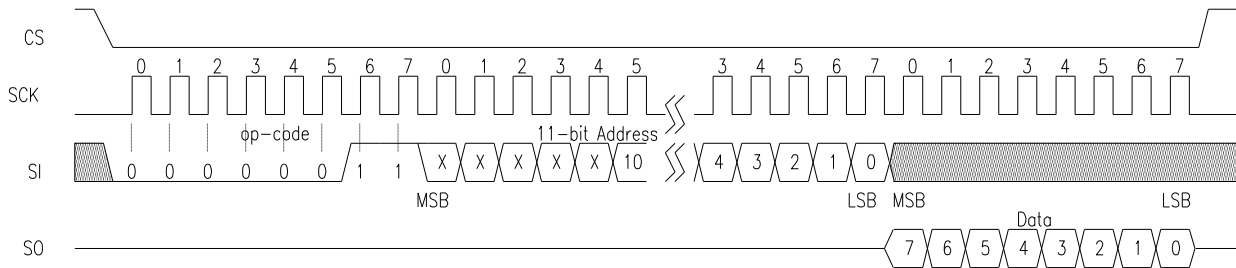 CS
0 1 2 3 4 5 6 7 0 1 2 3 4 5 3 4 5 6 7 0 1 2 3 4 5 6 7
SCK
op-code 11-bit Address
SI 0 0 0 0 0 0 1 1 X X X X X 10 4 3 2 1 0
MSB LSB MSB LSB
Data
SO 7 6 5 4 3 2 1 0